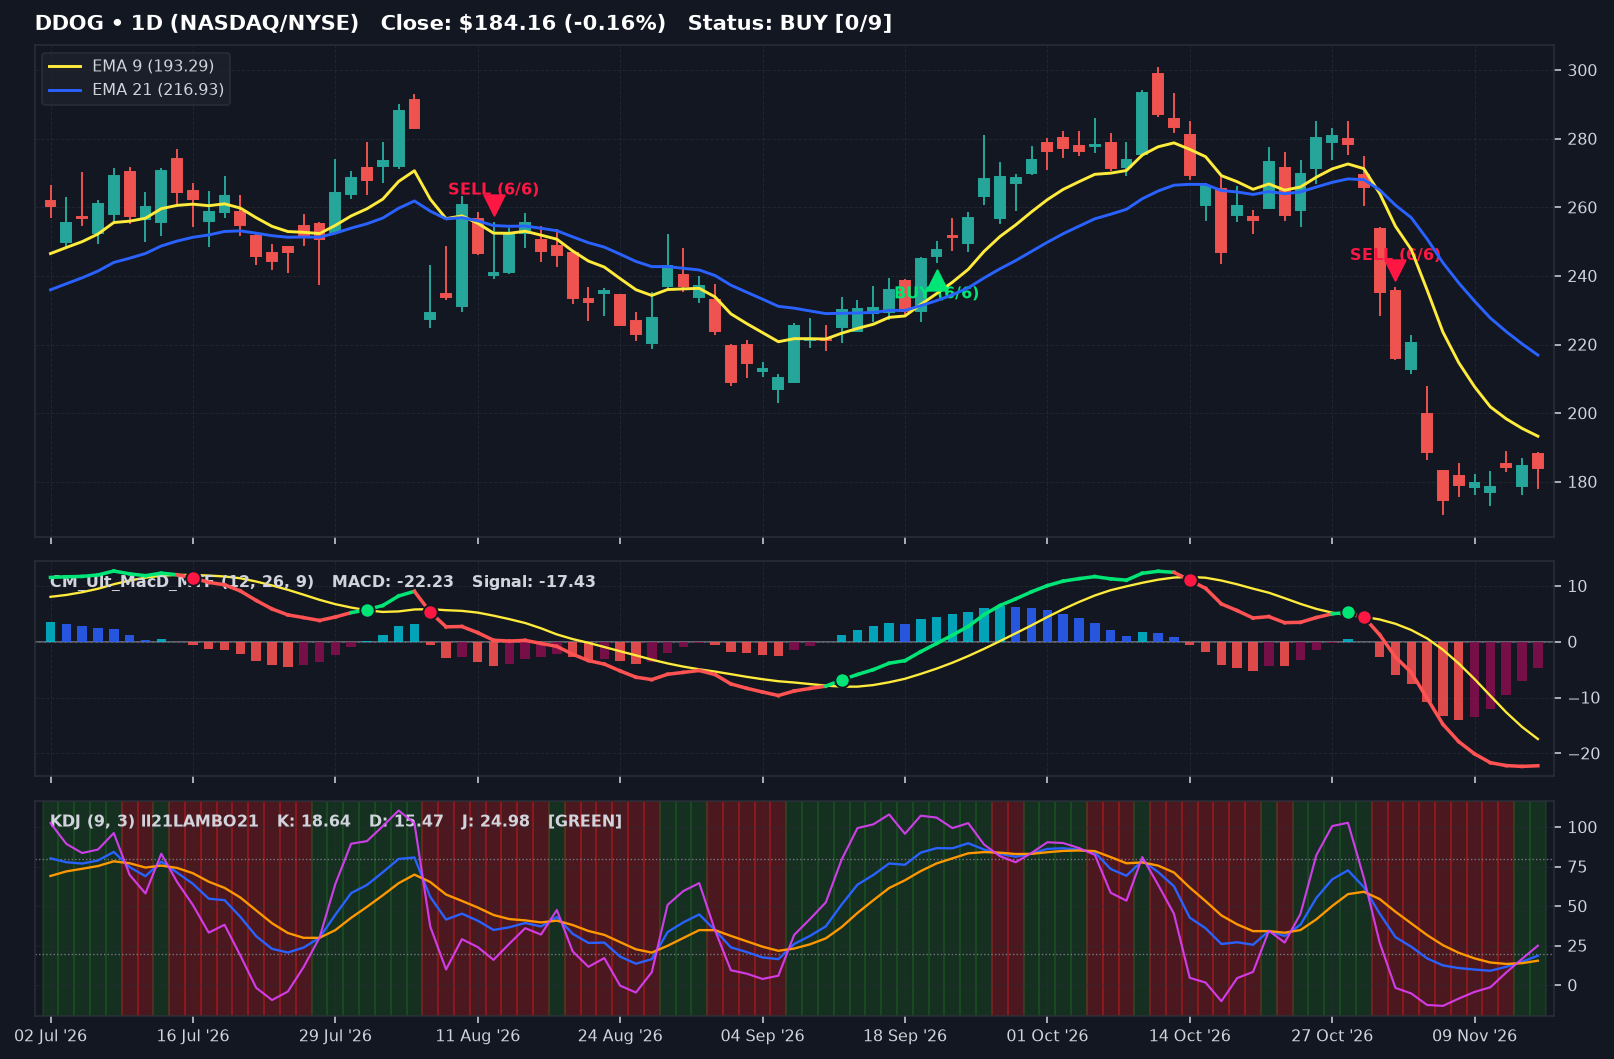 DDOG • 1D (NASDAQ/NYSE)   Close: $184.16 (-0.16%)   Status: BUY [0/9]
EMA 9 (193.29)
EMA 21 (216.93)
300
280
260
240
220
200
180
SELL (6/6)
BUY (6/6)
SELL (6/6)
CM_Ult_MacD_MTF (12, 26, 9)   MACD: -22.23   Signal: -17.43
10
0
−10
−20
KDJ (9, 3) ll21LAMBO21   K: 18.64   D: 15.47   J: 24.98   [GREEN]
100
75
50
25
0
02 Jul '26
16 Jul '26
29 Jul '26
11 Aug '26
24 Aug '26
04 Sep '26
18 Sep '26
01 Oct '26
14 Oct '26
27 Oct '26
09 Nov '26